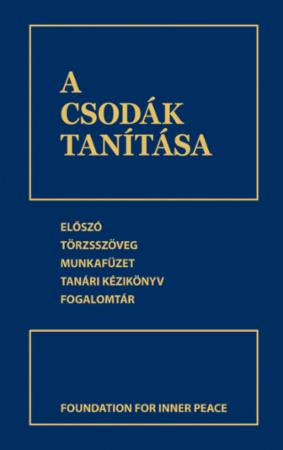 A
CSODÁK
TANÍTÁSA
ELŐSZÓ
TÖRZSSZÖVEG
MUNKAFÜZET
TANÁRI KÉZIKÖNYV
FOGALOMTÁR
FOUNDATION FOR INNER PEACE